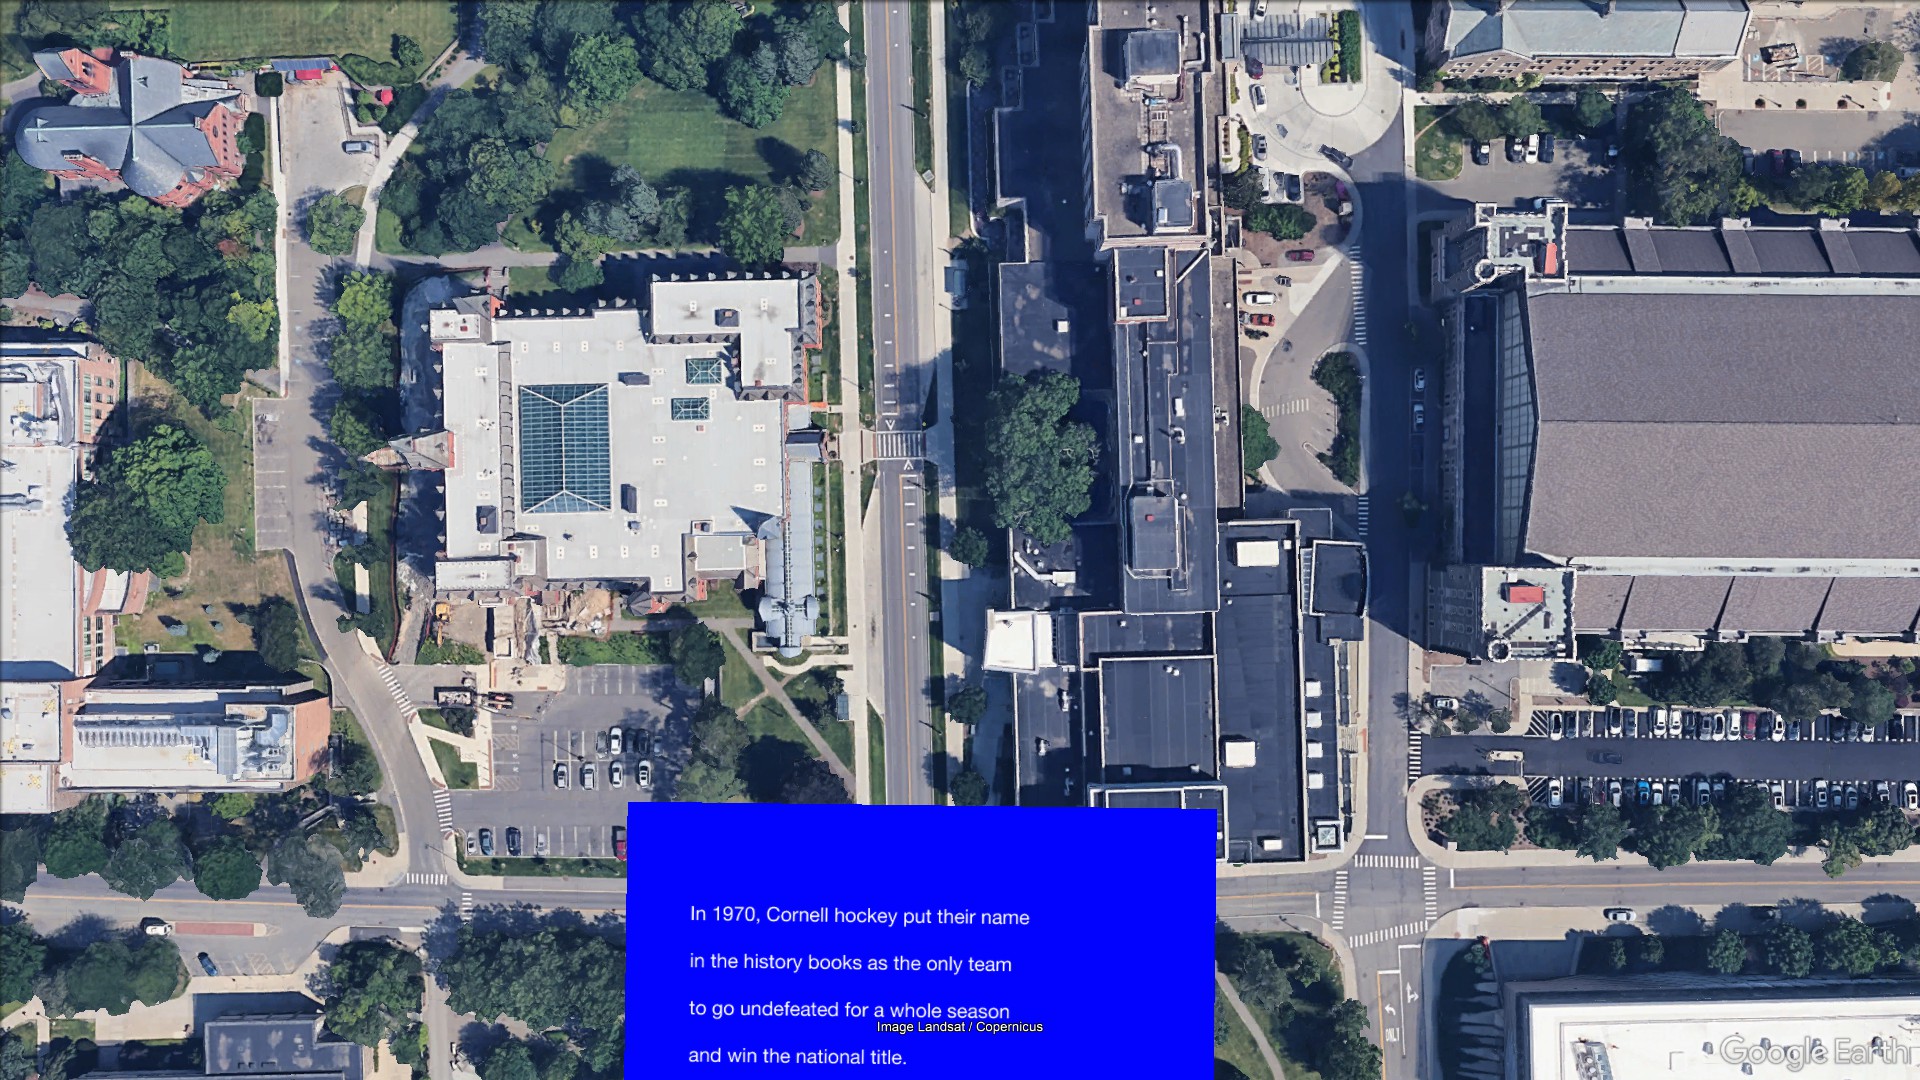 In 1970, Cornell hockey put their name
in the history books as the only team
to go undefeated for a whole season
Image Landsat / Copernicus
and win the national title.
ONLY
Google Earth